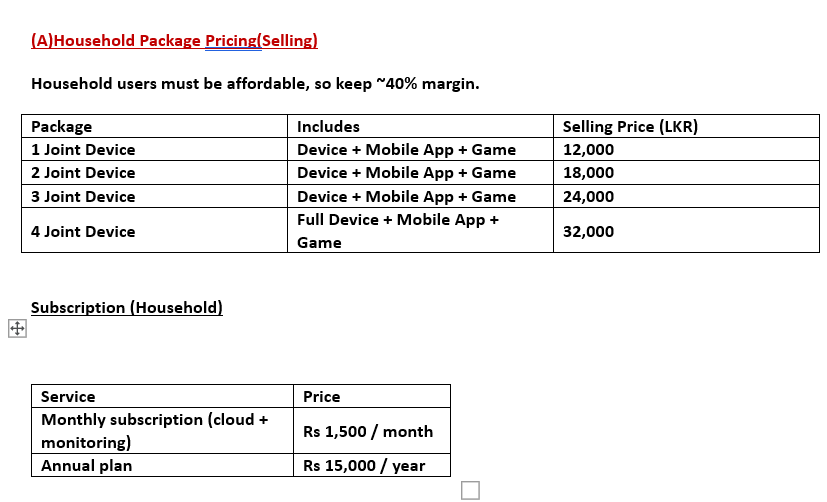 (A)Household Package Pricing(Selling)
Household users must be affordable, so keep ~40% margin.
Package Includes Selling Price (LKR)
1 Joint Device Device + Mobile App + Game 12,000
2 Joint Device Device + Mobile App + Game 18,000
3 Joint Device Device + Mobile App + Game 24,000
4 Joint Device Full Device + Mobile App + 32,000
Game
Subscription (Household)
Service Price
Monthly subscription (cloud + Rs 1,500 / month
monitoring)
Annual plan Rs 15,000 / year